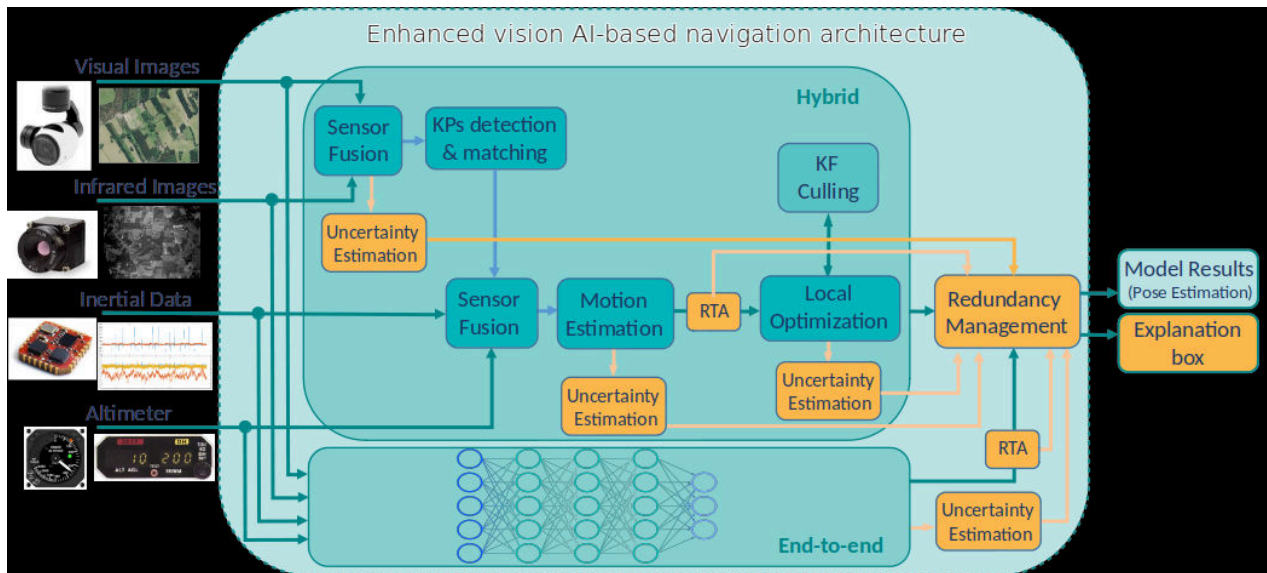 Enhanced vision AI-based navigation architecture
Visual Images
Hybrid
Sensor
Fusion
KPs detection
& matching
KF
Culling
Infrared Images
Uncertainty
Estimation
Inertial Data
Sensor
Fusion
Motion
Estimation
RTA
Local
Optimization
Redundancy
Management
Model Results
(Pose Estimation)
Explanation
box
Uncertainty
Estimation
Uncertainty
Estimation
Altimeter
10 200
RTA
Uncertainty
Estimation
End-to-end